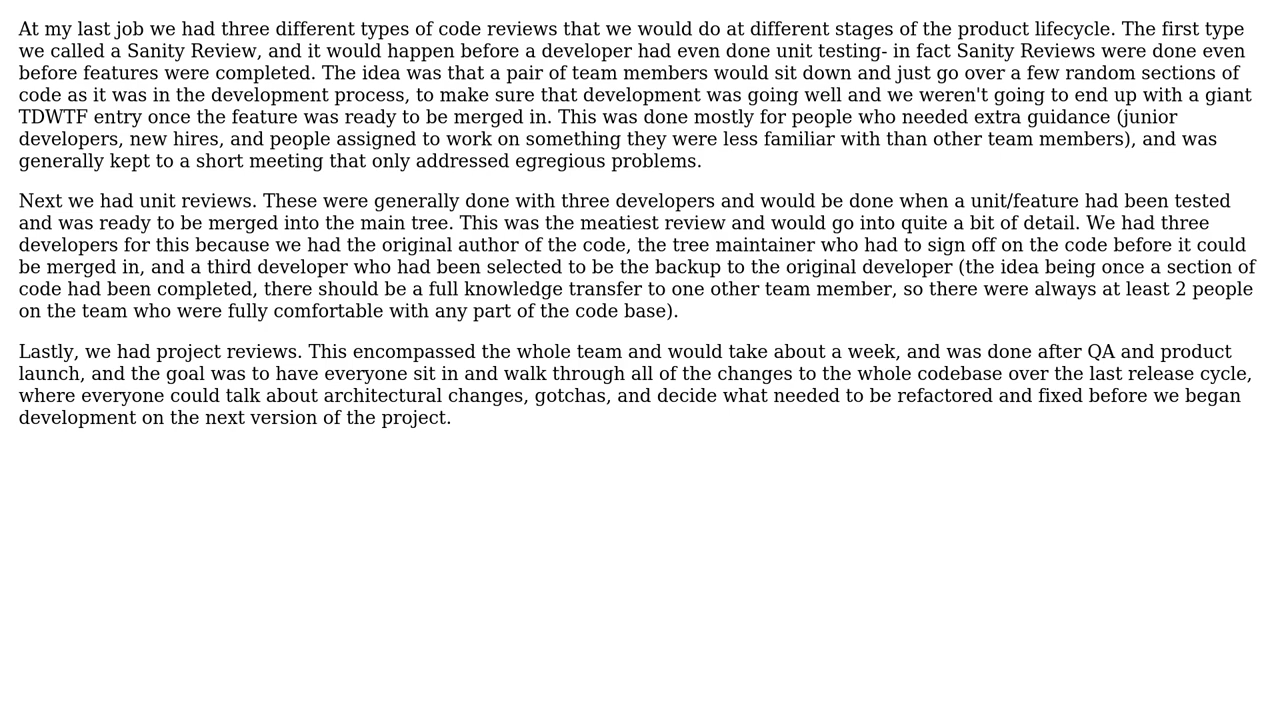 At my last job we had three different types of code reviews that we would do at different stages of the product lifecycle. The first type
we called a Sanity Review, and it would happen before a developer had even done unit testing- in fact Sanity Reviews were done even
before features were completed. The idea was that a pair of team members would sit down and just go over a few random sections of
code as it was in the development process, to make sure that development was going well and we weren't going to end up with a giant
TDWTF entry once the feature was ready to be merged in. This was done mostly for people who needed extra guidance (junior
developers, new hires, and people assigned to work on something they were less familiar with than other team members), and was
generally kept to a short meeting that only addressed egregious problems.
Next we had unit reviews. These were generally done with three developers and would be done when a unit/feature had been tested
and was ready to be merged into the main tree. This was the meatiest review and would go into quite a bit of detail. We had three
developers for this because we had the original author of the code, the tree maintainer who had to sign off on the code before it could
be merged in, and a third developer who had been selected to be the backup to the original developer (the idea being once a section of
code had been completed, there should be a full knowledge transfer to one other team member, so there were always at least 2 people
on the team who were fully comfortable with any part of the code base).
Lastly, we had project reviews. This encompassed the whole team and would take about a week, and was done after QA and product
launch, and the goal was to have everyone sit in and walk through all of the changes to the whole codebase over the last release cycle,
where everyone could talk about architectural changes, gotchas, and decide what needed to be refactored and fixed before we began
development on the next version of the project.